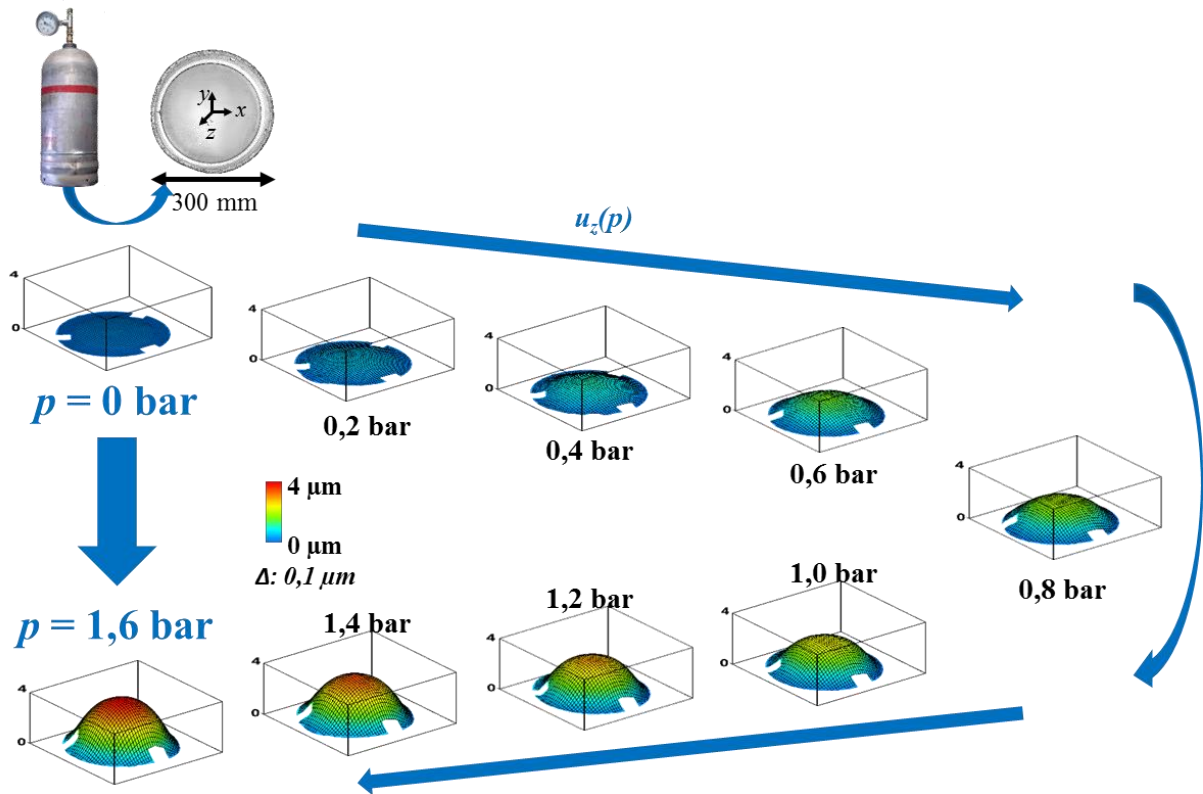 y
x
z
300 mm
u_z(p)
4
0
p = 0 bar
4
0
0,2 bar
4
0
0,4 bar
4
0
0,6 bar
4
0
0,8 bar
4 μm
0 μm
Δ: 0,1 μm
1,0 bar
4
0
1,2 bar
4
0
1,4 bar
4
0
p = 1,6 bar
4
0